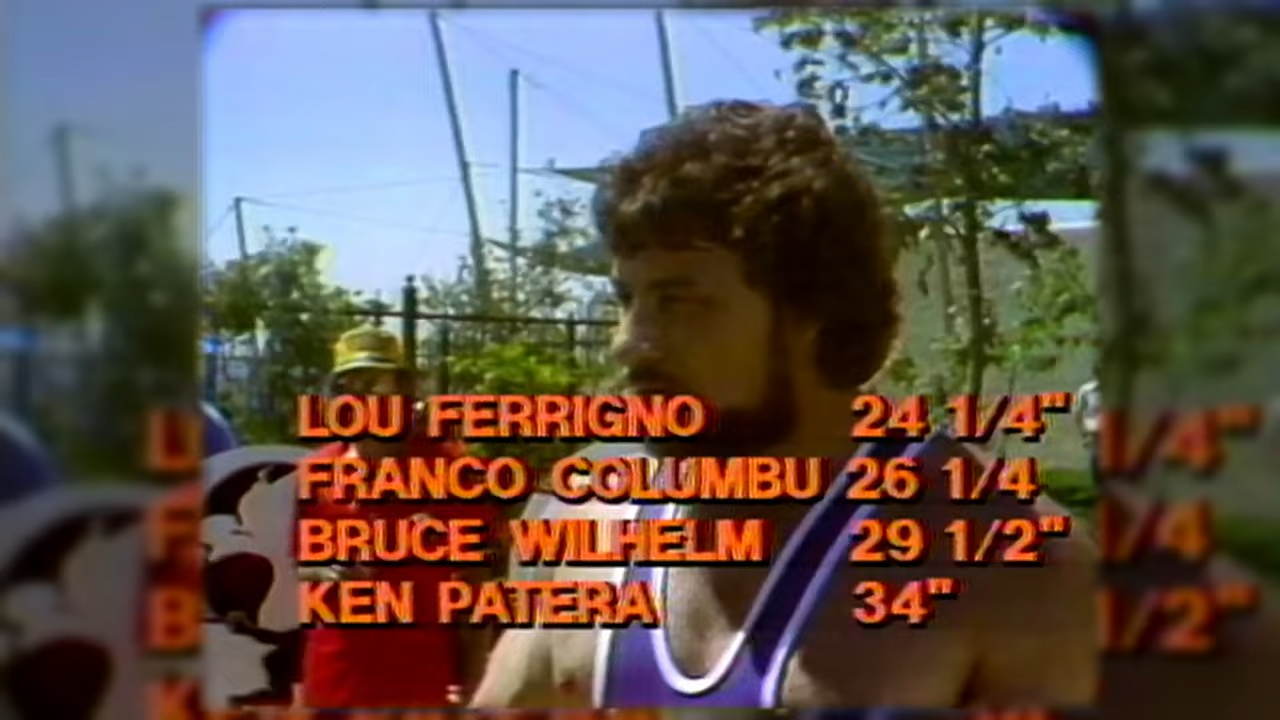 LOU FERRIGNO 24 1/4"
FRANCO COLUMBU 26 1/4
BRUCE WILHELM 29 1/2"
KEN PATERA 34"